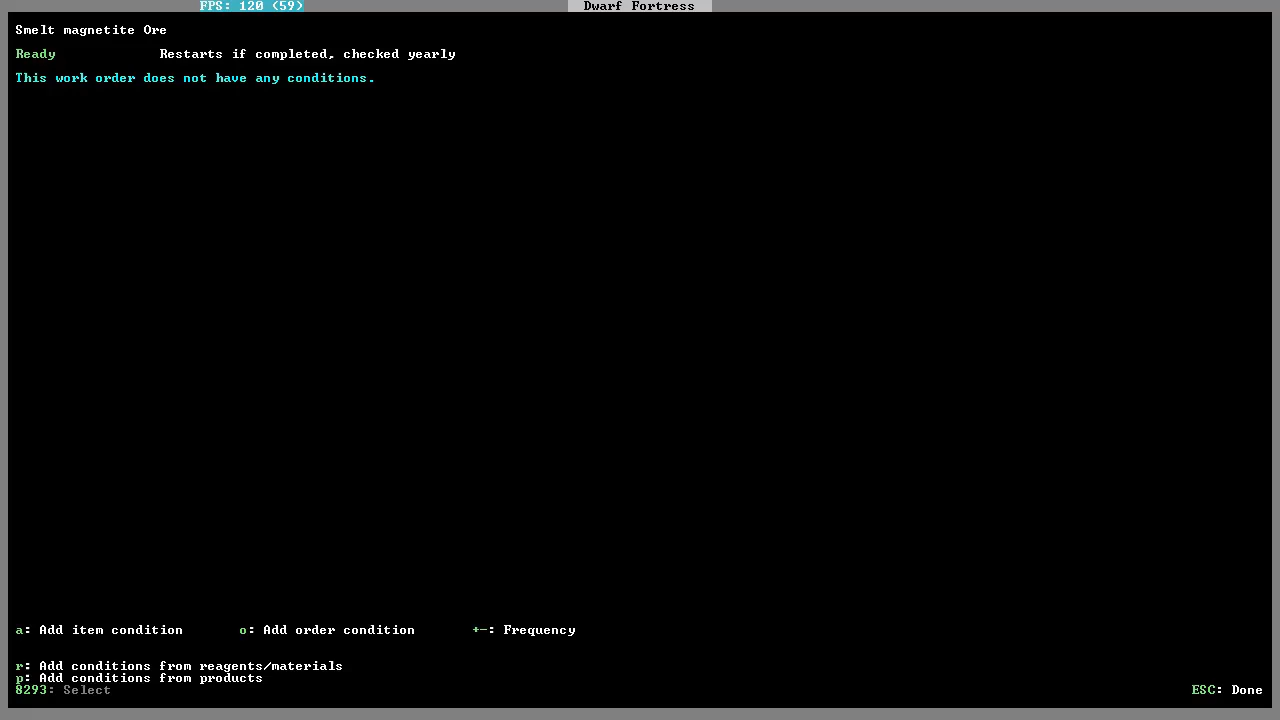 FPS: 120 (59) Dwarf Fortress
Smelt magnetite Ore
Ready Restarts if completed, checked yearly
This work order does not have any conditions.
a: Add item condition o: Add order condition +-: Frequency
r: Add conditions from reagents/materials
p: Add conditions from products
8293: Select ESC: Done